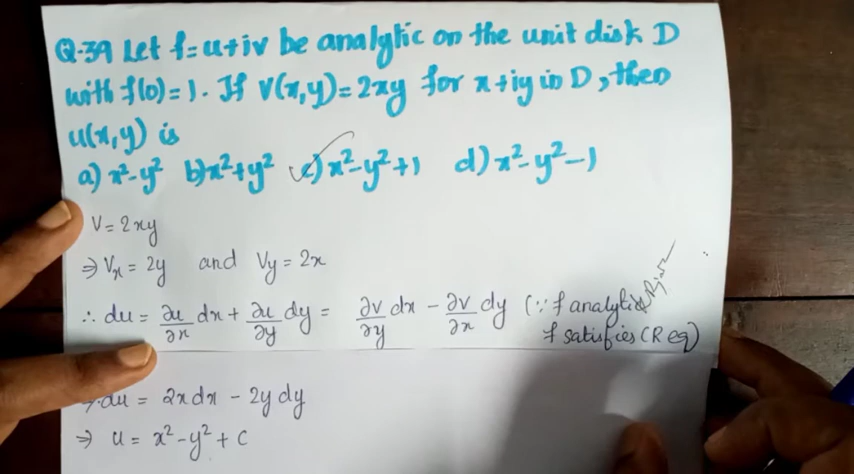 Q.39 Let f=u+iv be analytic on the unit disk D
with f(0)=1. If V(x,y)=2xy for x+iy in D, then
u(x,y) is
a) x²-y² b) x²+y² c) x²-y²+1 d) x²-y²-1
V = 2xy
⇒ Vx = 2y and Vy = 2x
∴ du = ∂u/∂x dx + ∂u/∂y dy = ∂v/∂y dx - ∂v/∂x dy (∵ f analytic
f satisfies CR eq)
⇒ du = 2x dx - 2y dy
⇒ u = x²-y² + c